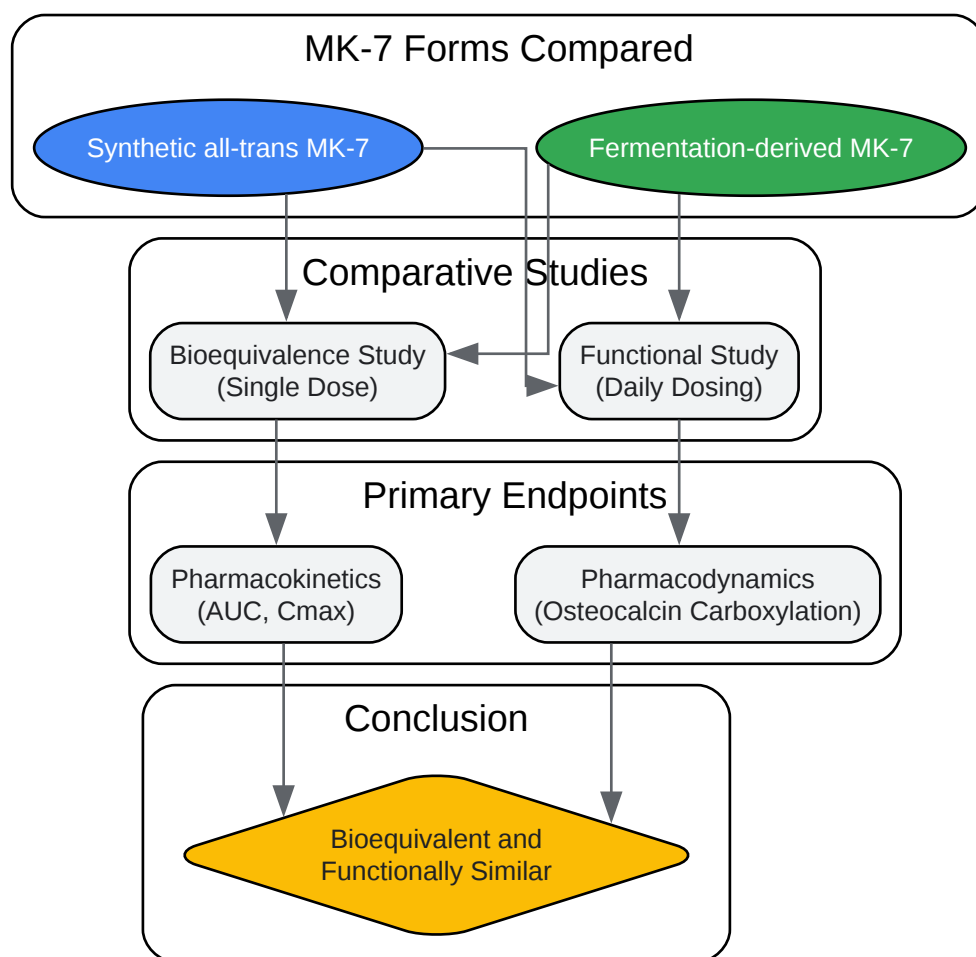 MK-7 Forms Compared
Synthetic all-trans MK-7
Fermentation-derived MK-7
Comparative Studies
Bioequivalence Study
(Single Dose)
Functional Study
(Daily Dosing)
Primary Endpoints
Pharmacokinetics
(AUC, Cmax)
Pharmacodynamics
(Osteocalcin Carboxylation)
Conclusion
Bioequivalent and
Functionally Similar